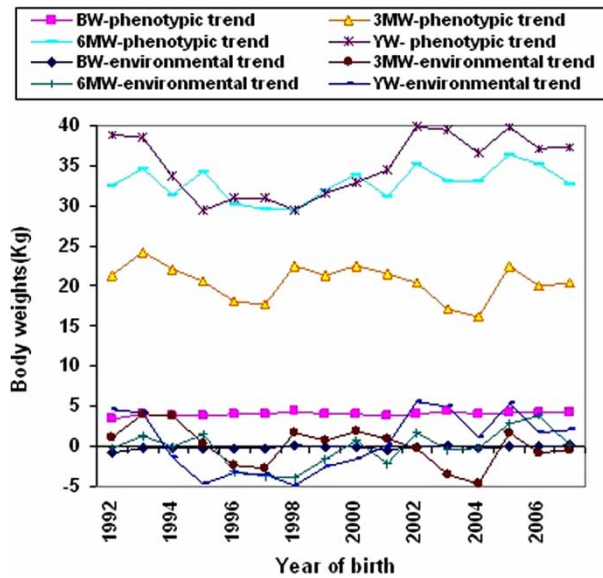 BW-phenotypic trend 3MW-phenotypic trend
6MW-phenotypic trend YW- phenotypic trend
BW-environmental trend 3MW-environmental trend
6MW-environmental trend YW-environmental trend
40
35
30
25
20
15
10
5
0
-5
Body weights(Kg)
1992 1994 1996 1998 2000 2002 2004 2006
Year of birth